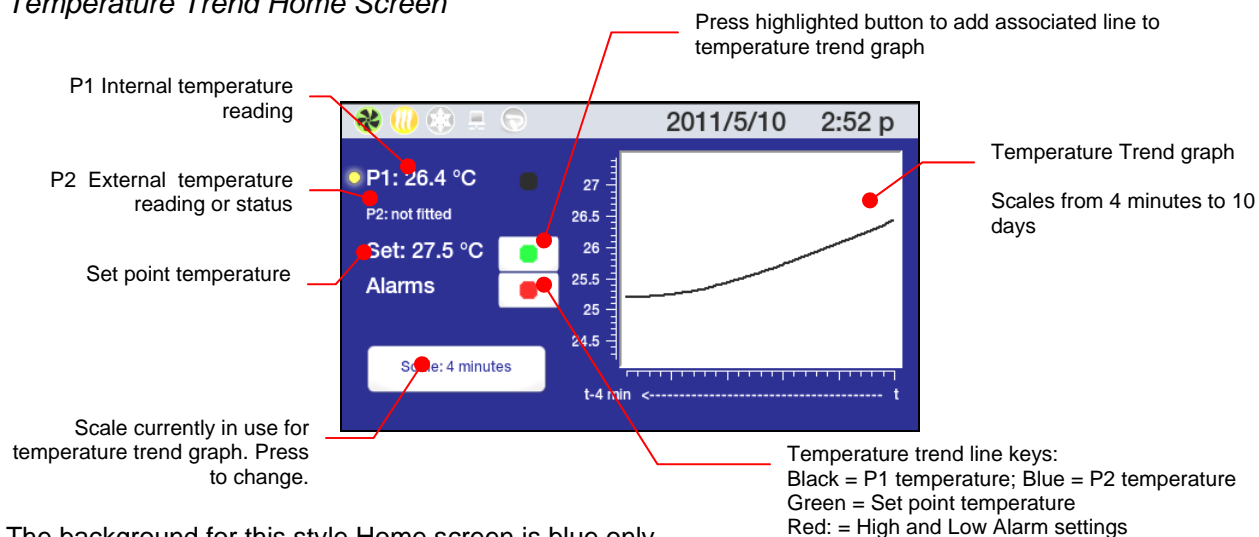 Temperature Trend Home Screen
Press highlighted button to add associated line to
temperature trend graph
P1 Internal temperature
reading
P2 External temperature
reading or status
Set point temperature
Scale currently in use for
temperature trend graph. Press
to change.
2011/5/10 2:52 p
P1: 26.4 °C
P2: not fitted
Set: 27.5 °C
Alarms
Scale: 4 minutes
27
26.5
26
25.5
25
24.5
t-4 min <---------------------------------------- t
Temperature Trend graph
Scales from 4 minutes to 10
days
Temperature trend line keys:
Black = P1 temperature; Blue = P2 temperature
Green = Set point temperature
Red: = High and Low Alarm settings
The background for this style Home screen is blue only